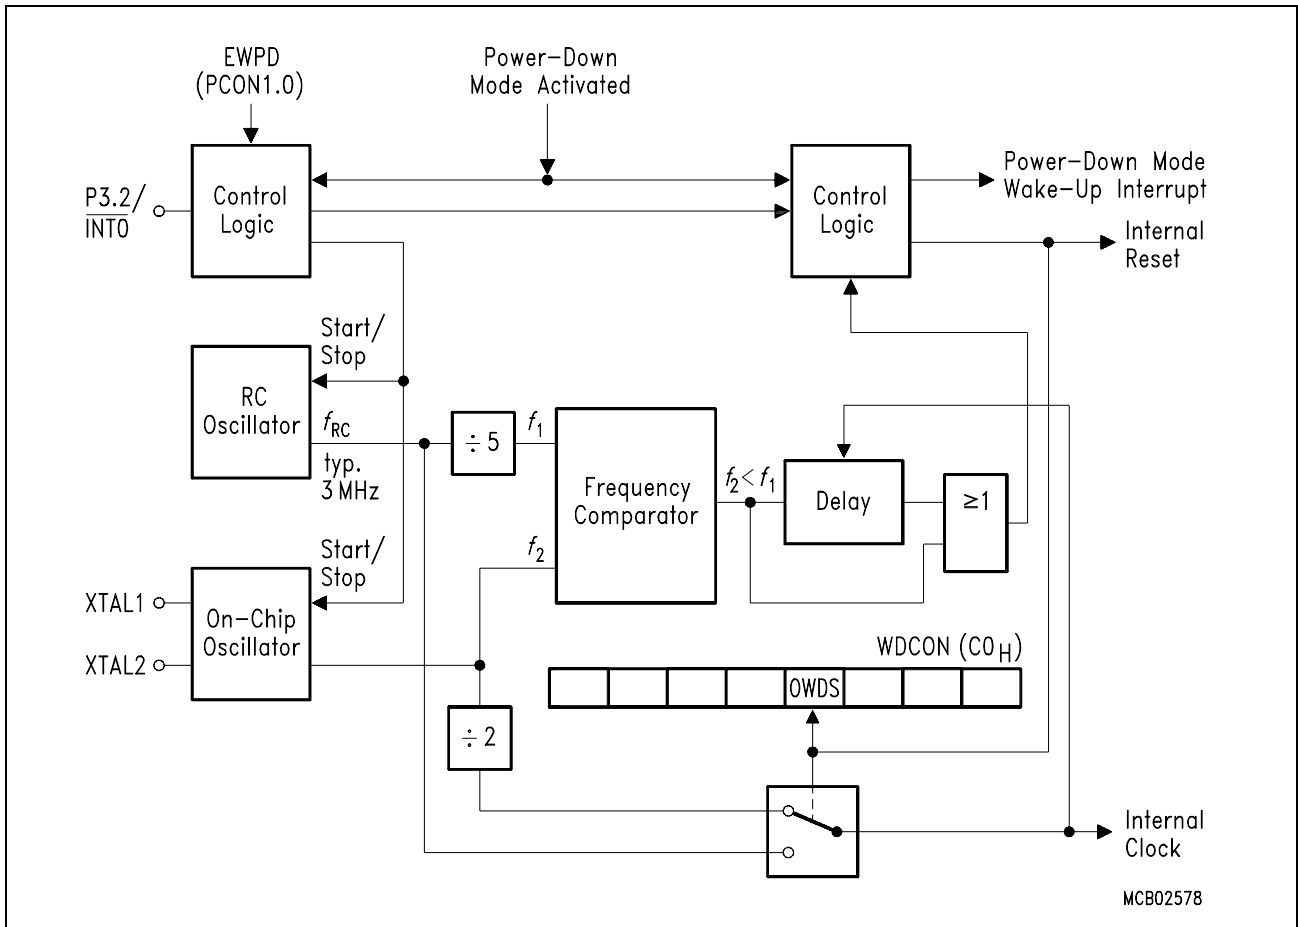 EWPD
(PCON1.0)
Power-Down
Mode Activated
P3.2/
INT0
Control
Logic
Control
Logic
Power-Down Mode
Wake-Up Interrupt
Internal
Reset
Start/
Stop
RC
Oscillator
fRC
typ.
3 MHz
÷ 5
f1
Frequency
Comparator
f2 < f1
Delay
≥1
f2
Start/
Stop
XTAL1
XTAL2
On-Chip
Oscillator
WDCON (C0H)
OWDS
÷ 2
Internal
Clock
MCB02578